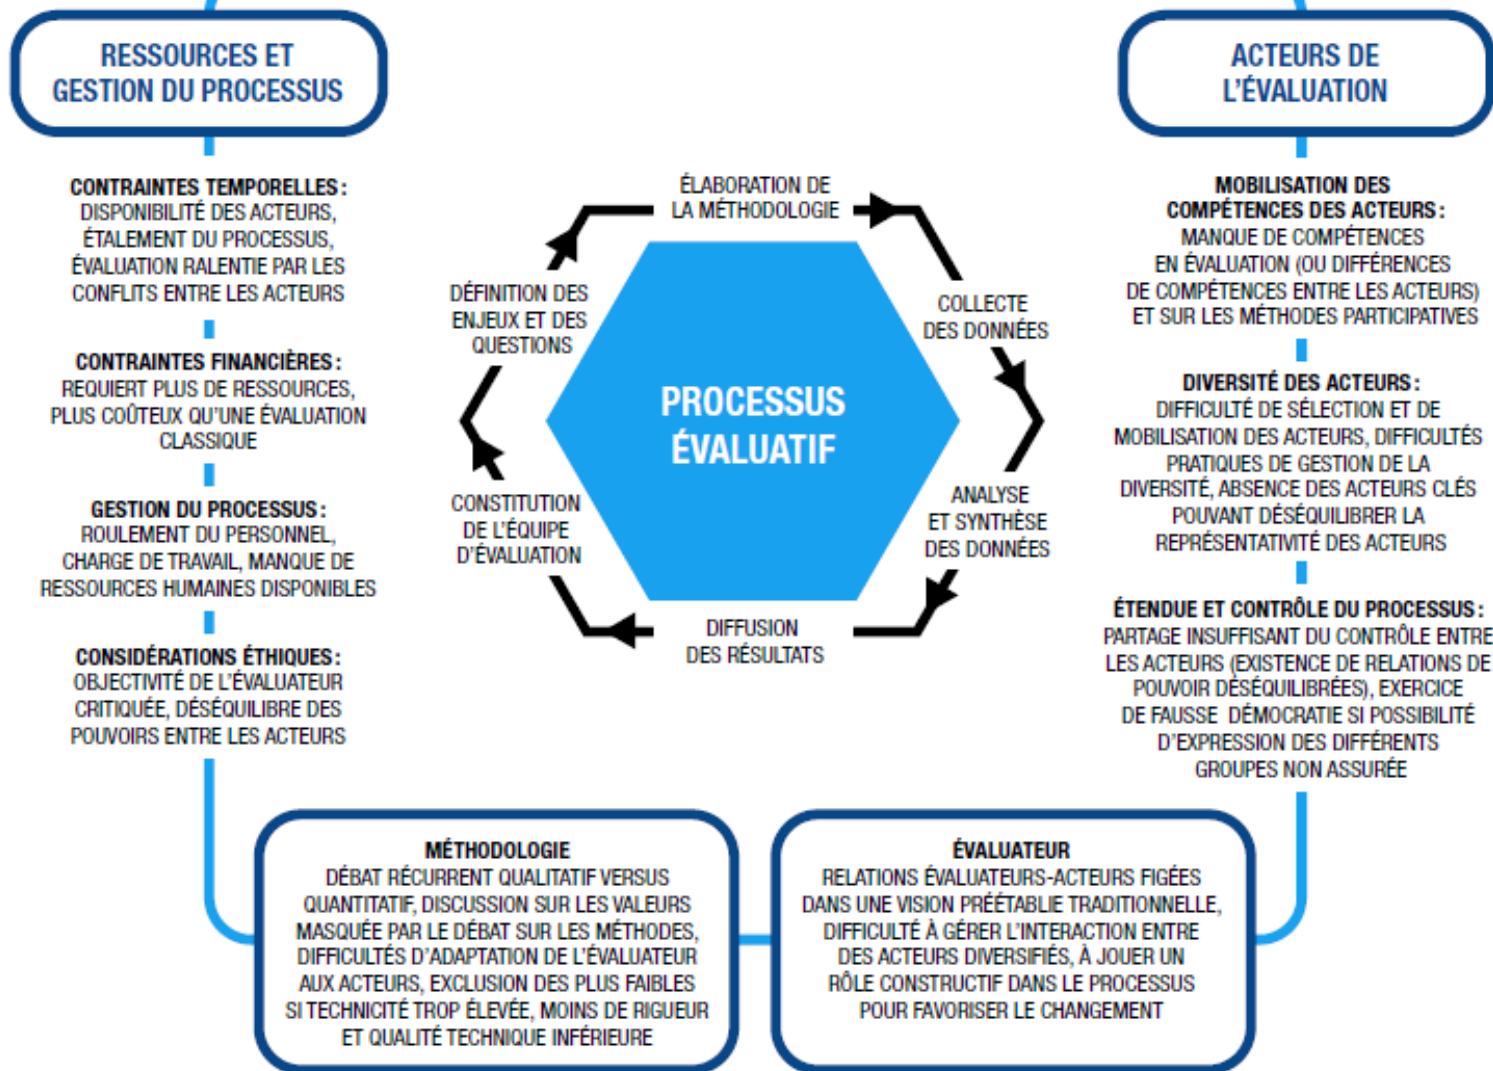 RESSOURCES ET
GESTION DU PROCESSUS
CONTRAINTES TEMPORELLES :
DISPONIBILITÉ DES ACTEURS,
ÉTALEMENT DU PROCESSUS,
ÉVALUATION RALENTIE PAR LES
CONFLITS ENTRE LES ACTEURS
CONTRAINTES FINANCIÈRES :
REQUIERT PLUS DE RESSOURCES,
PLUS COÛTEUX QU'UNE ÉVALUATION
CLASSIQUE
GESTION DU PROCESSUS :
ROULEMENT DU PERSONNEL,
CHARGE DE TRAVAIL, MANQUE DE
RESSOURCES HUMAINES DISPONIBLES
CONSIDÉRATIONS ÉTHIQUES :
OBJECTIVITÉ DE L'ÉVALUATEUR
CRITIQUÉE, DÉSÉQUILIBRE DES
POUVOIRS ENTRE LES ACTEURS
ÉLABORATION DE
LA MÉTHODOLOGIE
COLLECTE
DES DONNÉES
ANALYSE
ET SYNTHÈSE
DES DONNÉES
DIFFUSION
DES RÉSULTATS
CONSTITUTION
DE L'ÉQUIPE
D'ÉVALUATION
DÉFINITION DES
ENJEUX ET DES
QUESTIONS
PROCESSUS
ÉVALUATIF
ACTEURS DE
L'ÉVALUATION
MOBILISATION DES
COMPÉTENCES DES ACTEURS :
MANQUE DE COMPÉTENCES
EN ÉVALUATION (OU DIFFÉRENCES
DE COMPÉTENCES ENTRE LES ACTEURS)
ET SUR LES MÉTHODES PARTICIPATIVES
DIVERSITÉ DES ACTEURS :
DIFFICULTÉ DE SÉLECTION ET DE
MOBILISATION DES ACTEURS, DIFFICULTÉS
PRATIQUES DE GESTION DE LA
DIVERSITÉ, ABSENCE DES ACTEURS CLÉS
POUVANT DÉSÉQUILIBRER LA
REPRÉSENTATIVITÉ DES ACTEURS
ÉTENDUE ET CONTRÔLE DU PROCESSUS :
PARTAGE INSUFFISANT DU CONTRÔLE ENTRE
LES ACTEURS (EXISTENCE DE RELATIONS DE
POUVOIR DÉSÉQUILIBRÉES), EXERCICE
DE FAUSSE DÉMOCRATIE SI POSSIBILITÉ
D'EXPRESSION DES DIFFÉRENTS
GROUPES NON ASSURÉE
MÉTHODOLOGIE
DÉBAT RÉCURRENT QUALITATIF VERSUS
QUANTITATIF, DISCUSSION SUR LES VALEURS
MASQUÉE PAR LE DÉBAT SUR LES MÉTHODES,
DIFFICULTÉS D'ADAPTATION DE L'ÉVALUATEUR
AUX ACTEURS, EXCLUSION DES PLUS FAIBLES
SI TECHNICITÉ TROP ÉLEVÉE, MOINS DE RIGUEUR
ET QUALITÉ TECHNIQUE INFÉRIEURE
ÉVALUATEUR
RELATIONS ÉVALUATEURS-ACTEURS FIGÉES
DANS UNE VISION PRÉÉTABLIE TRADITIONNELLE,
DIFFICULTÉ À GÉRER L'INTERACTION ENTRE
DES ACTEURS DIVERSIFIÉS, À JOUER UN
RÔLE CONSTRUCTIF DANS LE PROCESSUS
POUR FAVORISER LE CHANGEMENT